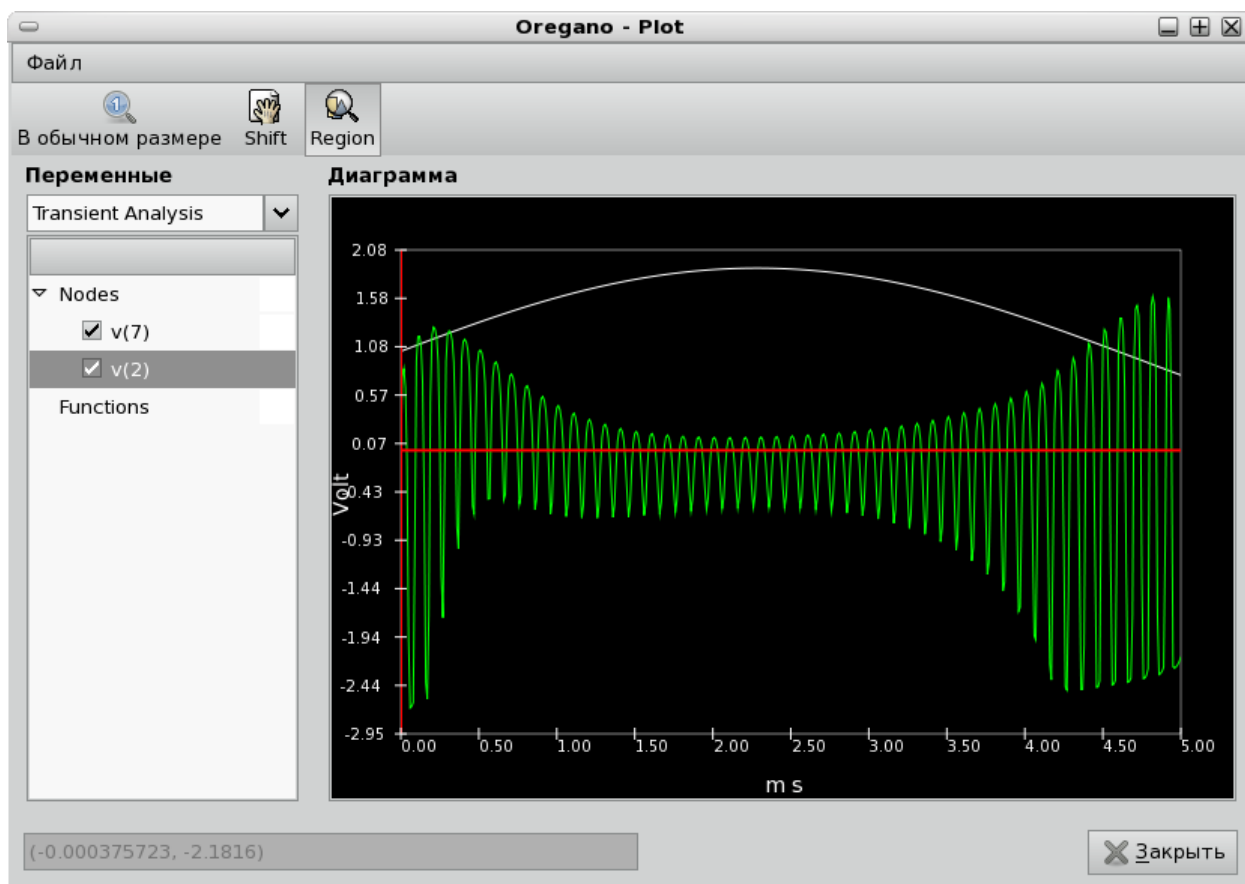 Oregano - Plot
Файл
В обычном размере Shift Region
Переменные
Диаграмма
Transient Analysis
Nodes
v(7)
v(2)
Functions
2.08
1.58
1.08
0.57
0.07
-0.43
-0.93
-1.44
-1.94
-2.44
-2.95
Volt
0.00 0.50 1.00 1.50 2.00 2.50 3.00 3.50 4.00 4.50 5.00
m s
(-0.000375723, -2.1816)
Закрыть